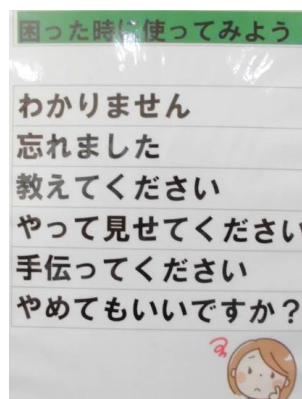 困った時に使ってみよう
わかりません
忘れました
教えてください
やって見せてください
手伝ってください
やめてもいいですか？